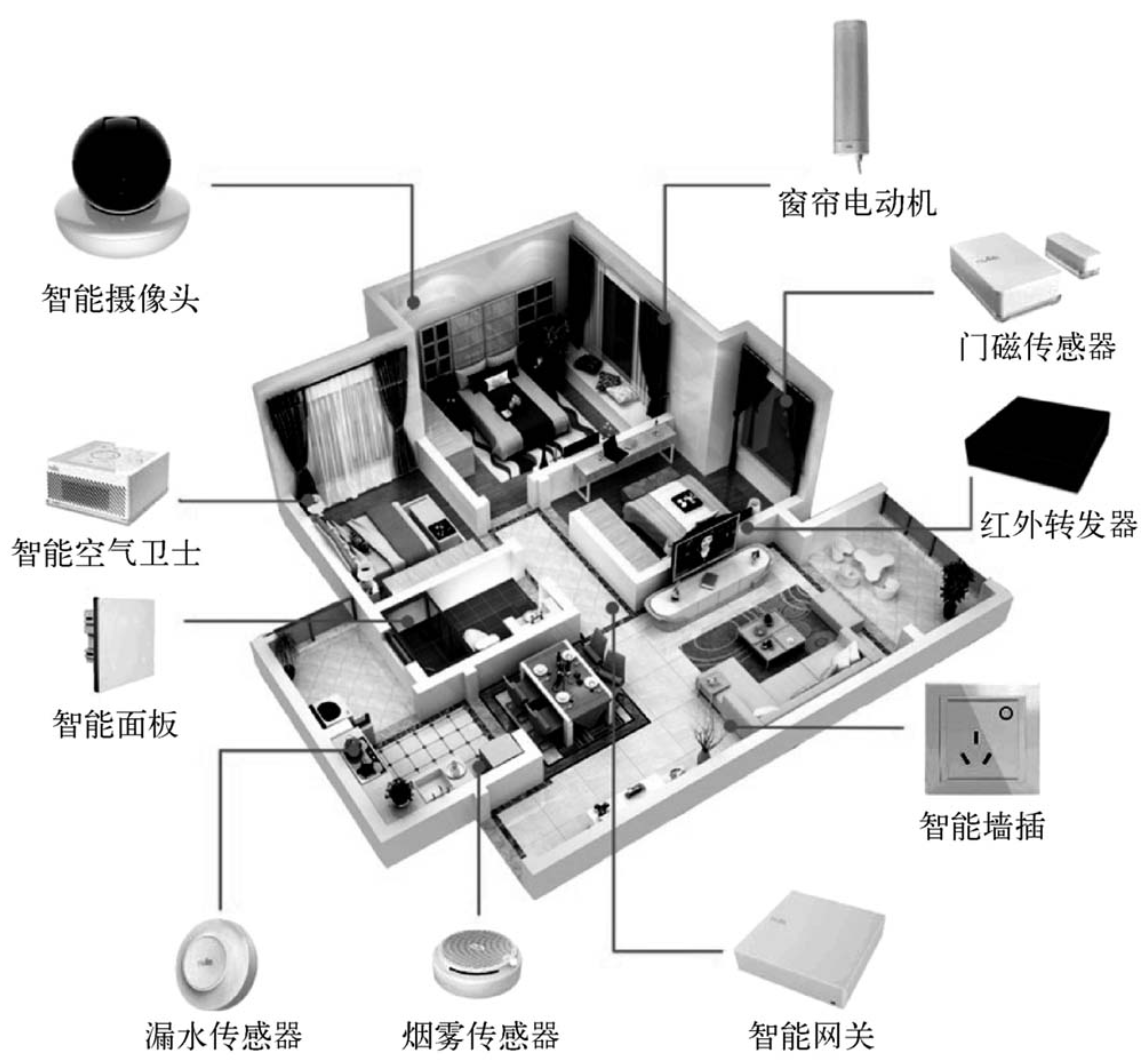 窗帘电动机
智能摄像头
门磁传感器
智能空气卫士
红外转发器
智能面板
智能墙插
漏水传感器
烟雾传感器
智能网关